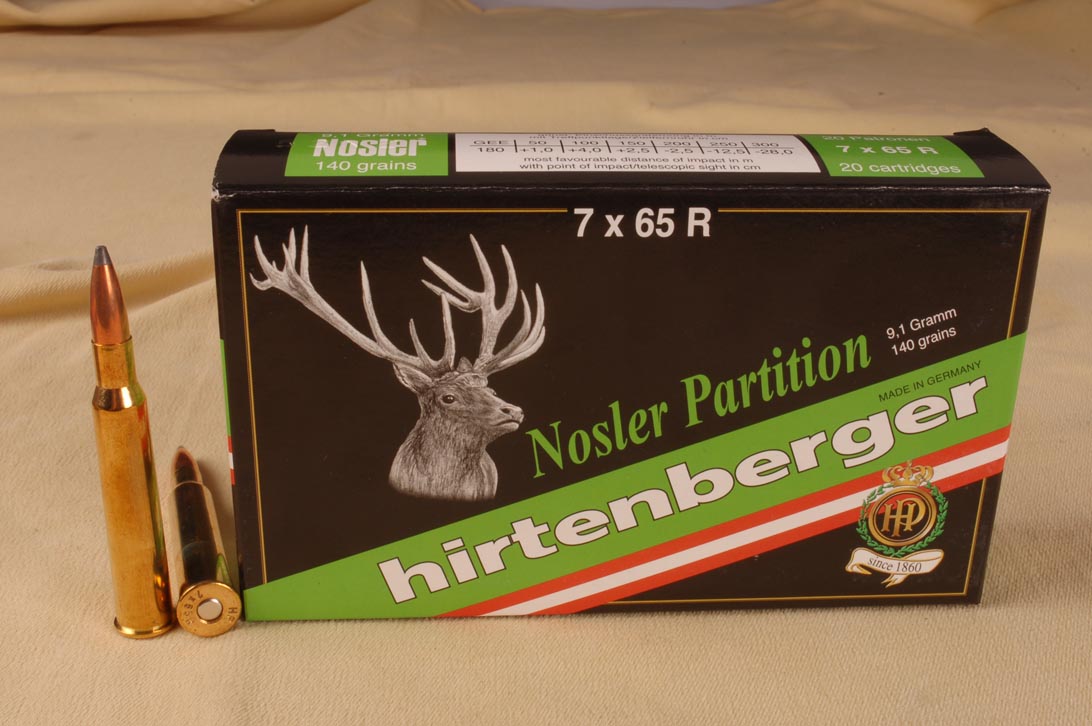 9,1 Gramm
Nosler
140 grains
GEE 50 100 150 200 250 300
180 +1,0 +4,0 +2,5 -2,5 -12,5 -28,0
most favourable distance of impact in m
with point of impact/telescopic sight in cm
20 Patronen
7 x 65 R
20 cartridges
7 x 65 R
9,1 Gramm
140 grains
Nosler Partition
MADE IN GERMANY
hirtenberger
HP
since 1860
HP